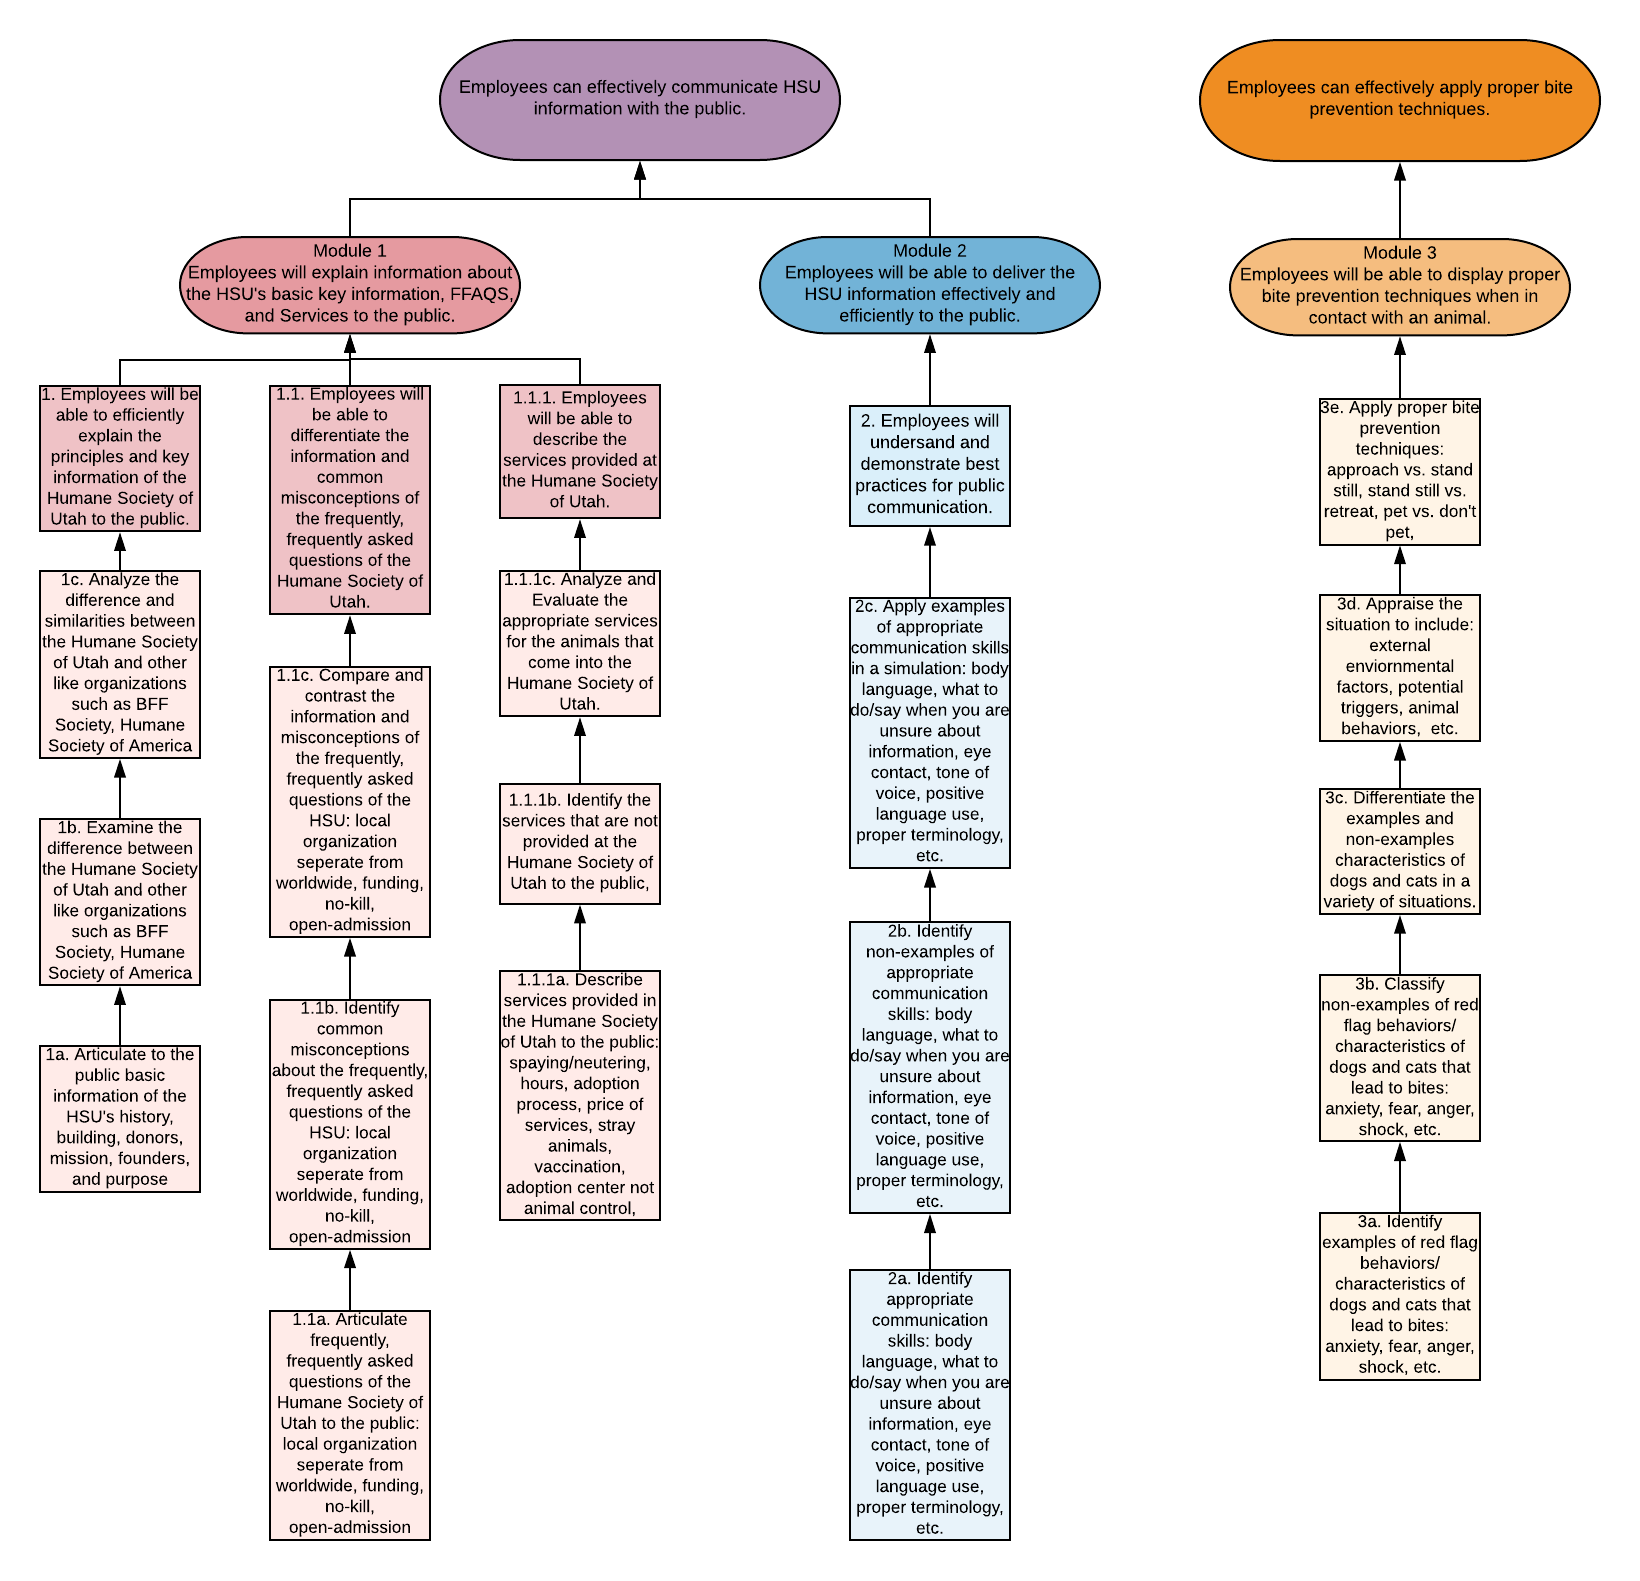 Employees can effectively communicate HSU
information with the public.
Employees can effectively apply proper bite
prevention techniques.
Module 1
Employees will explain information about
the HSU's basic key information, FFAQS,
and Services to the public.
Module 2
Employees will be able to deliver the
HSU information effectively and
efficiently to the public.
Module 3
Employees will be able to display proper
bite prevention techniques when in
contact with an animal.
1. Employees will be
able to efficiently
explain the
principles and key
information of the
Humane Society of
Utah to the public.
1c. Analyze the
difference and
similarities between
the Humane Society
of Utah and other
like organizations
such as BFF
Society, Humane
Society of America
1b. Examine the
difference between
the Humane Society
of Utah and other
like organizations
such as BFF
Society, Humane
Society of America
1a. Articulate to the
public basic
information of the
HSU's history,
building, donors,
mission, founders,
and purpose
1.1. Employees will
be able to
differentiate the
information and
common
misconceptions of
the frequently,
frequently asked
questions of the
Humane Society of
Utah.
1.1c. Compare and
contrast the
information and
misconceptions of
the frequently,
frequently asked
questions of the
HSU: local
organization
seperate from
worldwide, funding,
no-kill,
open-admission
1.1b. Identify
common
misconceptions
about the frequently,
frequently asked
questions of the
HSU: local
organization
seperate from
worldwide, funding,
no-kill,
open-admission
1.1a. Articulate
frequently,
frequently asked
questions of the
Humane Society of
Utah to the public:
local organization
seperate from
worldwide, funding,
no-kill,
open-admission
1.1.1. Employees
will be able to
describe the
services provided at
the Humane Society
of Utah.
1.1.1c. Analyze and
Evaluate the
appropriate services
for the animals that
come into the
Humane Society of
Utah.
1.1.1b. Identify the
services that are not
provided at the
Humane Society of
Utah to the public,
1.1.1a. Describe
services provided in
the Humane Society
of Utah to the public:
spaying/neutering,
hours, adoption
process, price of
services, stray
animals,
vaccination,
adoption center not
animal control,
2. Employees will
undersand and
demonstrate best
practices for public
communication.
2c. Apply examples
of appropriate
communication skills
in a simulation: body
language, what to
do/say when you are
unsure about
information, eye
contact, tone of
voice, positive
language use,
proper terminology,
etc.
2b. Identify
non-examples of
appropriate
communication
skills: body
language, what to
do/say when you are
unsure about
information, eye
contact, tone of
voice, positive
language use,
proper terminology,
etc.
2a. Identify
appropriate
communication
skills: body
language, what to
do/say when you are
unsure about
information, eye
contact, tone of
voice, positive
language use,
proper terminology,
etc.
3e. Apply proper bite
prevention
techniques:
approach vs. stand
still, stand still vs.
retreat, pet vs. don't
pet,
3d. Appraise the
situation to include:
external
enviornmental
factors, potential
triggers, animal
behaviors,  etc.
3c. Differentiate the
examples and
non-examples
characteristics of
dogs and cats in a
variety of situations.
3b. Classify
non-examples of red
flag behaviors/
characteristics of
dogs and cats that
lead to bites:
anxiety, fear, anger,
shock, etc.
3a. Identify
examples of red flag
behaviors/
characteristics of
dogs and cats that
lead to bites:
anxiety, fear, anger,
shock, etc.